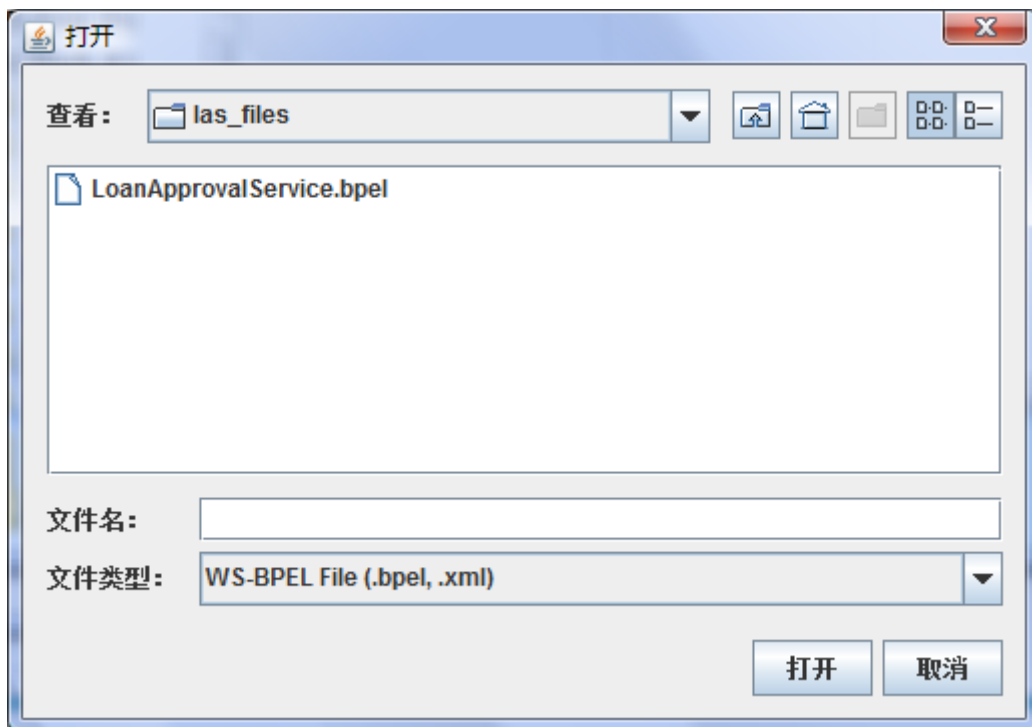 打开
查看: las_files
LoanApprovalService.bpel
文件名:
文件类型: WS-BPEL File (.bpel, .xml)
打开 取消